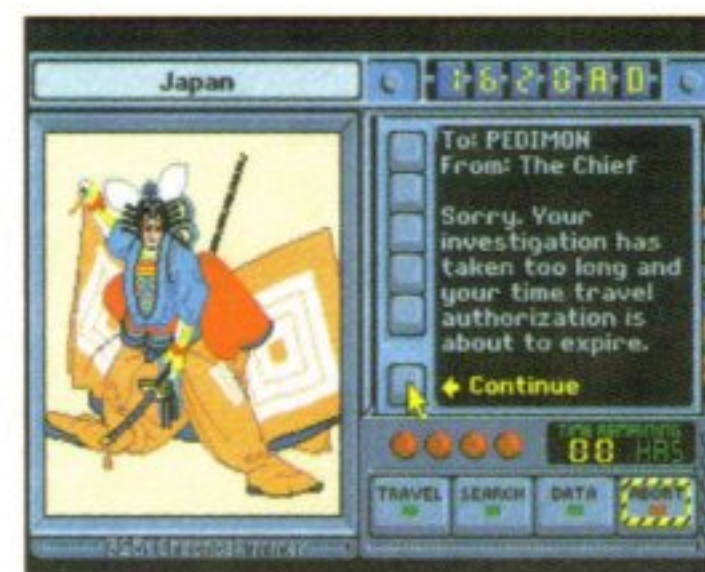 Japan
1620AD
To: PEDIMON
From: The Chief
Sorry. Your
investigation has
taken too long and
your time travel
authorization is
about to expire.
Continue
TIME REMAINING
00 HRS
TRAVEL
SEARCH
DATA
ABORT